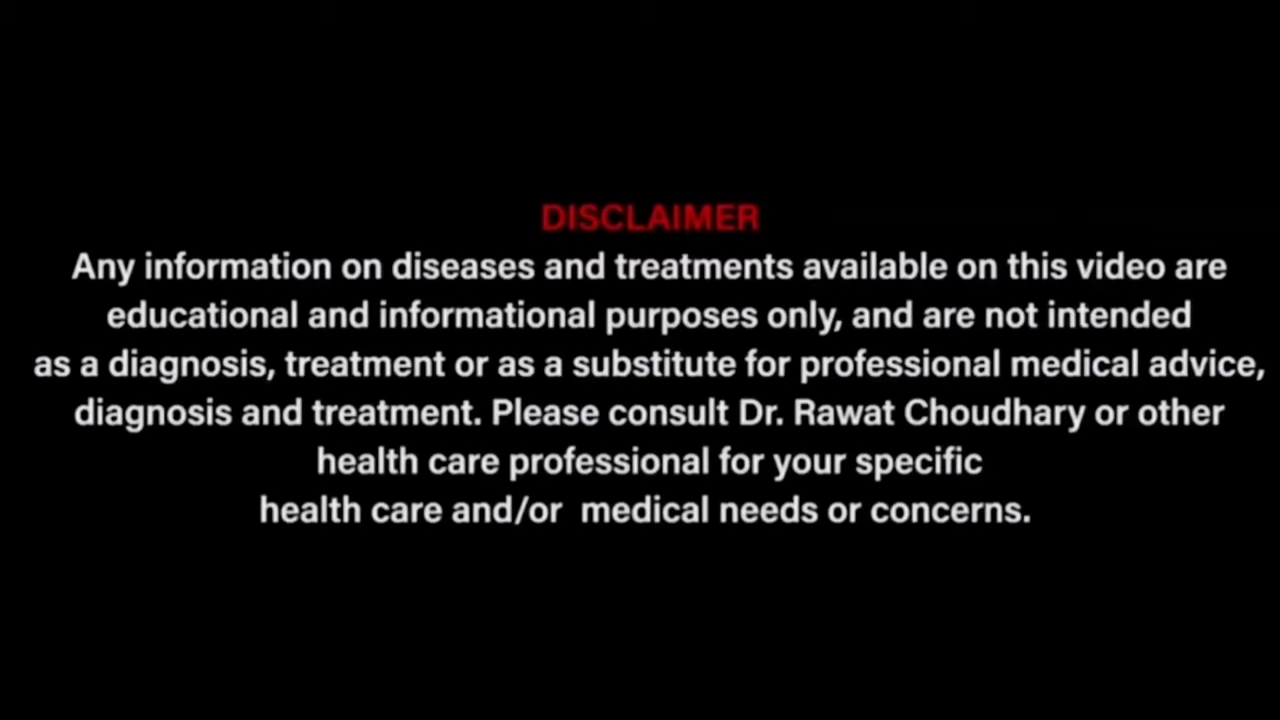 DISCLAIMER
Any information on diseases and treatments available on this video are
educational and informational purposes only, and are not intended
as a diagnosis, treatment or as a substitute for professional medical advice,
diagnosis and treatment. Please consult Dr. Rawat Choudhary or other
health care professional for your specific
health care and/or  medical needs or concerns.